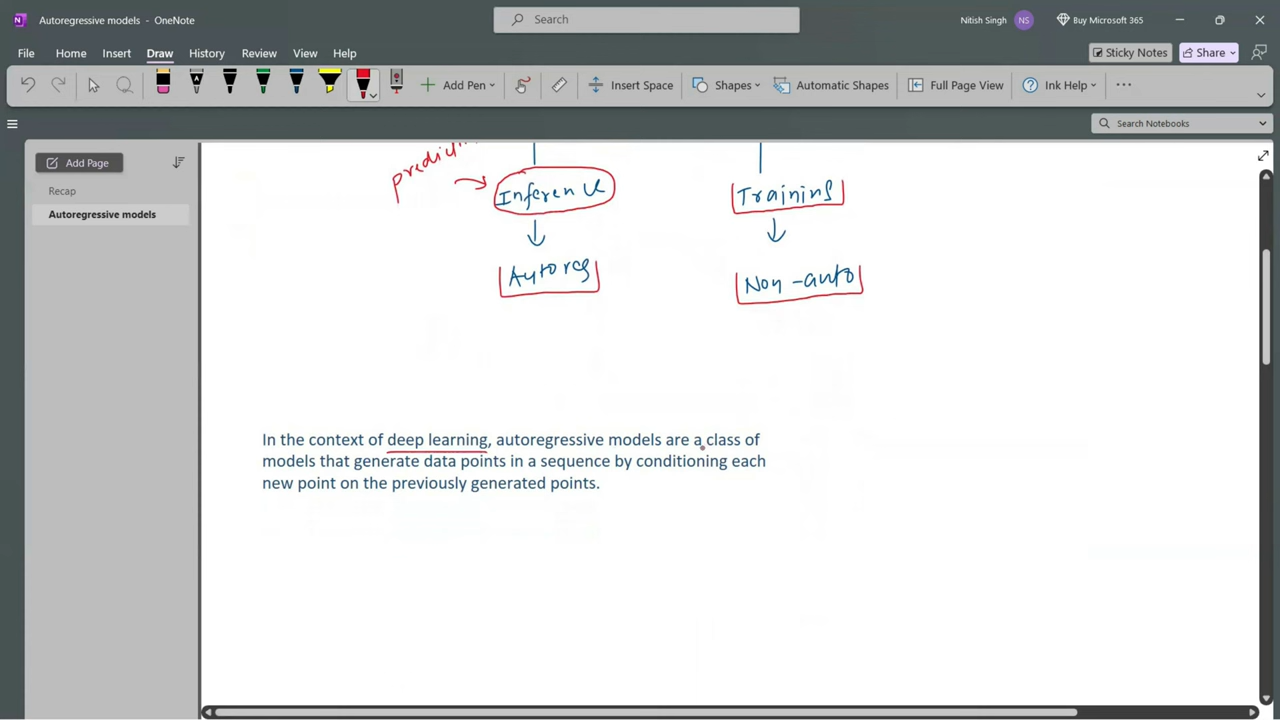 Autoregressive models - OneNote
Search
Nitish Singh NS
Buy Microsoft 365
File Home Insert Draw History Review View Help
Sticky Notes
Share
Add Pen
Insert Space
Shapes
Automatic Shapes
Full Page View
Ink Help
Search Notebooks
Add Page
Recap
Autoregressive models
Inference
Training
Autoreg
Non-auto
In the context of deep learning, autoregressive models are a class of
models that generate data points in a sequence by conditioning each
new point on the previously generated points.